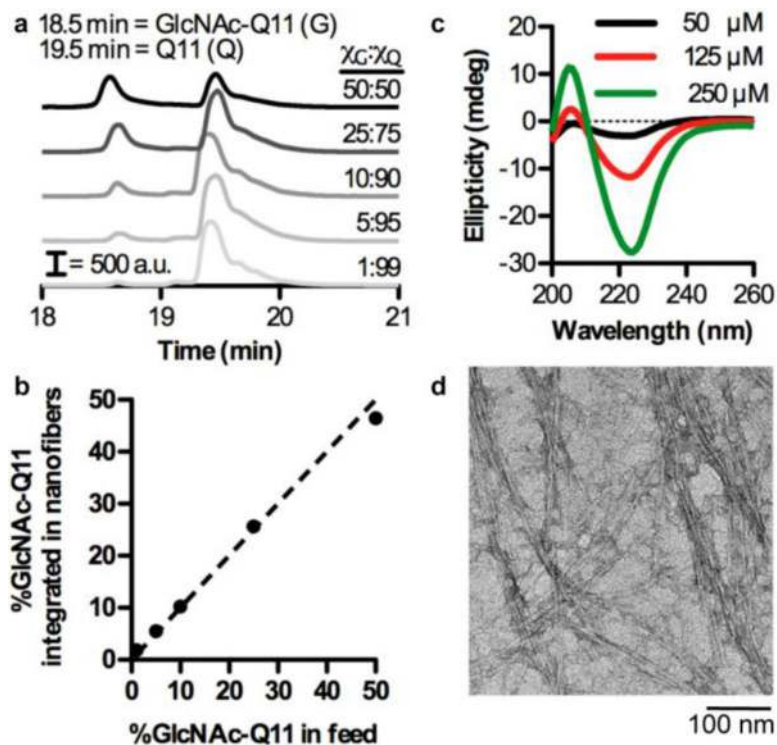 a
18.5 min = GlcNAc-Q11 (G)
19.5 min = Q11 (Q)
χG:χQ
50:50
25:75
10:90
5:95
1:99
= 500 a.u.
18 19 20 21
Time (min)
b
%GlcNAc-Q11
integrated in nanofibers
50
40
30
20
10
0
0 10 20 30 40 50
%GlcNAc-Q11 in feed
c
50 µM
125 µM
250 µM
Ellipticity (mdeg)
20
10
0
-10
-20
-30
200 220 240 260
Wavelength (nm)
d
100 nm